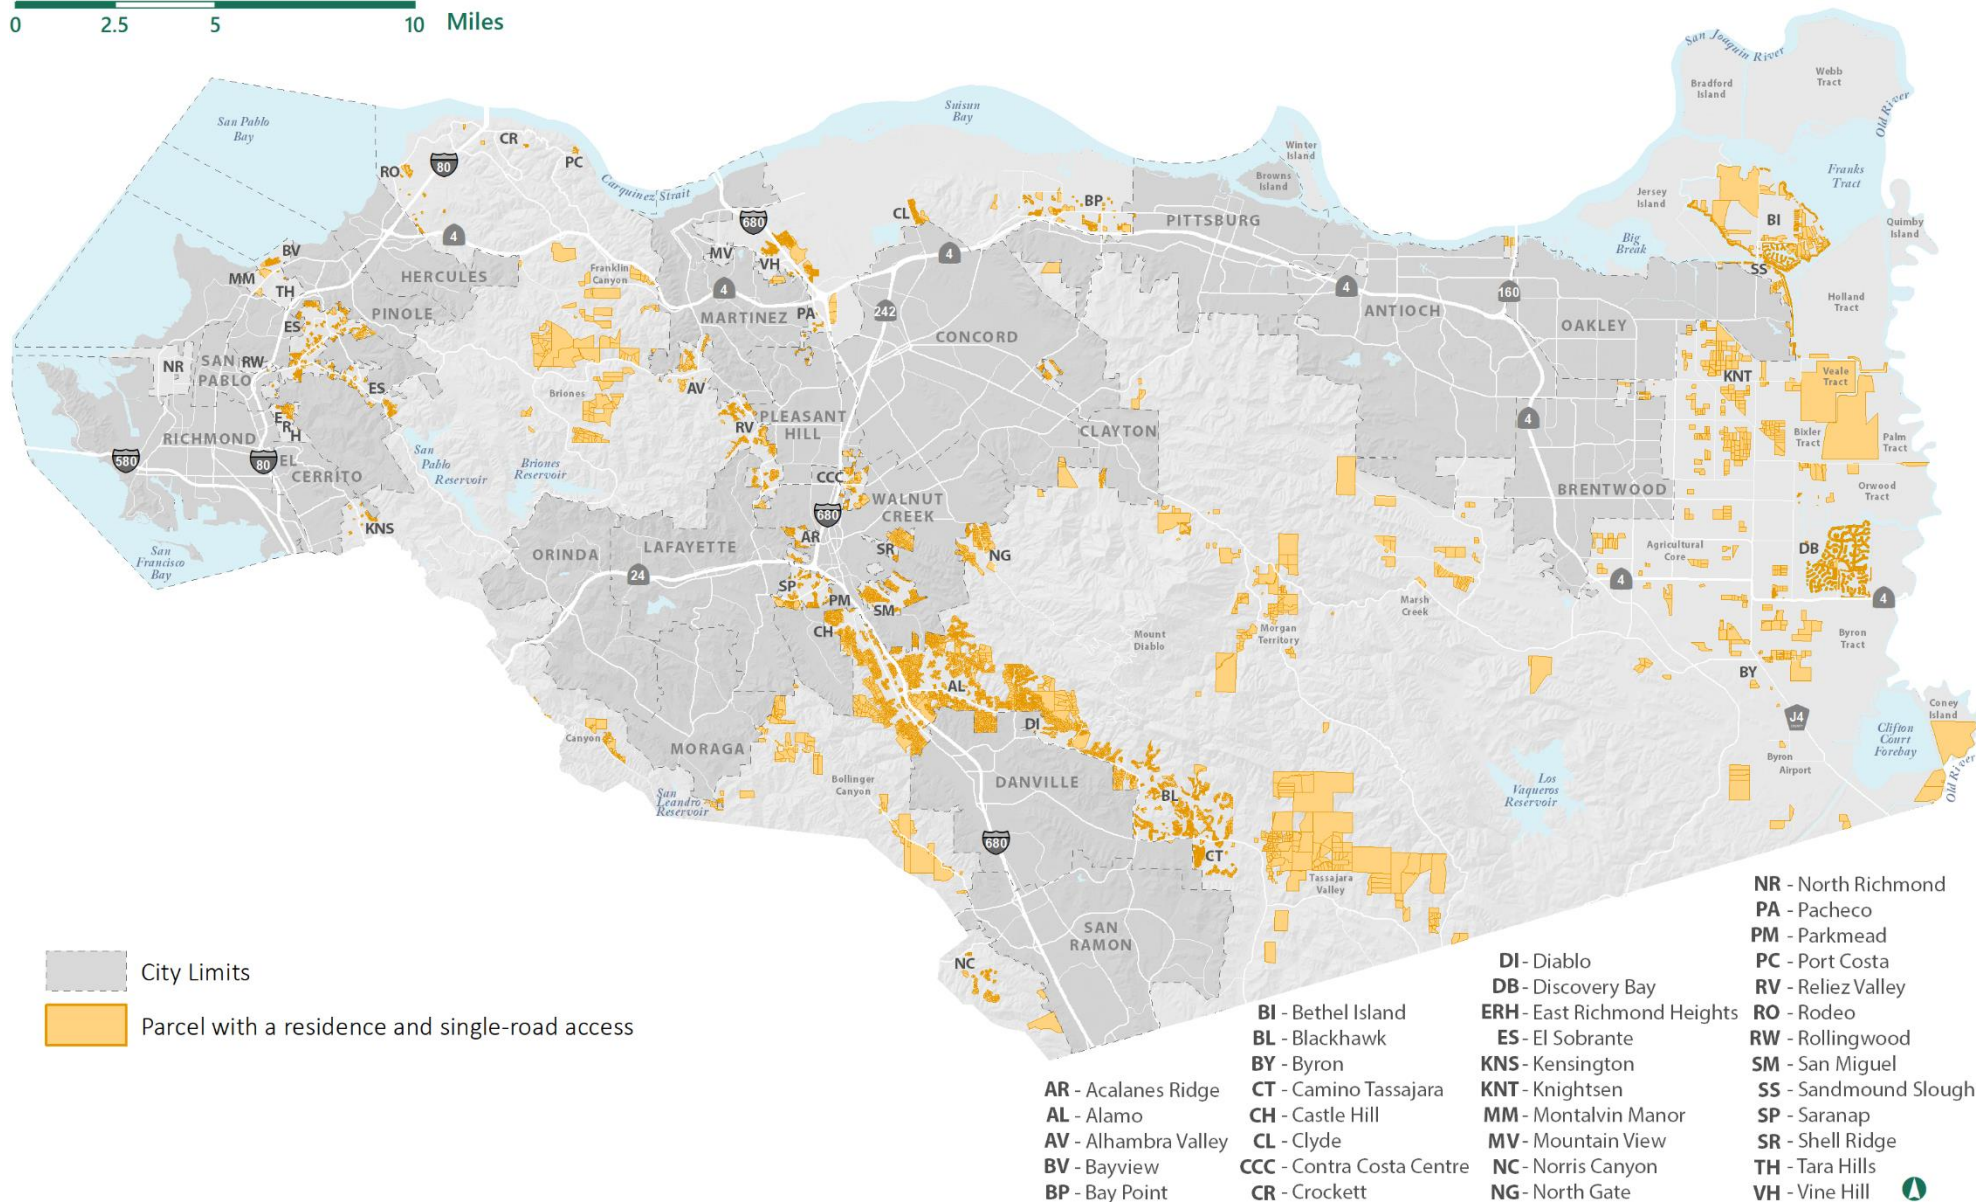 0 2.5 5 10 Miles
San Joaquin River
Bradford
Island
Webb
Tract
Old River
San Pablo
Bay
Suisun
Bay
Winter
Island
Browns
Island
Franks
Tract
Jersey
Island
BI
Quimby
Island
Big
Break
SS
Holland
Tract
CR
PC
RO
80
Carquinez Strait
4
HERCULES
Franklin
Canyon
BV
MM
TH
PINOLE
ES
680
MV
VH
4
MARTINEZ
PA
CL
BP
4
242
CONCORD
PITTSBURG
4
ANTIOCH
160
OAKLEY
NR
SAN
PABLO
RW
ES
E
R
H
RICHMOND
580
80
EL
CERRITO
San
Pablo
Reservoir
Briones
Reservoir
Briones
AV
RV
PLEASANT
HILL
CLAYTON
4
KNT
Veale
Tract
Bixler
Tract
Palm
Tract
BRENTWOOD
Orwood
Tract
KNS
San
Francisco
Bay
CCC
680
WALNUT
CREEK
ORINDA
LAFAYETTE
24
AR
SR
NG
SP
PM
SM
CH
Agricultural
Core
DB
4
4
Marsh
Creek
Morgan
Territory
Mount
Diablo
Byron
Tract
BY
AL
DI
MORAGA
Canyon
San
Leandro
Reservoir
Bollinger
Canyon
DANVILLE
BL
J4
Coney
Island
Clifton
Court
Forebay
Byron
Airport
Old River
Los
Vaqueros
Reservoir
680
CT
Tassajara
Valley
SAN
RAMON
NC
City Limits
Parcel with a residence and single-road access
AR - Acalanes Ridge
AL - Alamo
AV - Alhambra Valley
BV - Bayview
BP - Bay Point
BI - Bethel Island
BL - Blackhawk
BY - Byron
CT - Camino Tassajara
CH - Castle Hill
CL - Clyde
CCC - Contra Costa Centre
CR - Crockett
DI - Diablo
DB - Discovery Bay
ERH - East Richmond Heights
ES - El Sobrante
KNS - Kensington
KNT - Knightsen
MM - Montalvin Manor
MV - Mountain View
NC - Norris Canyon
NG - North Gate
NR - North Richmond
PA - Pacheco
PM - Parkmead
PC - Port Costa
RV - Reliez Valley
RO - Rodeo
RW - Rollingwood
SM - San Miguel
SS - Sandmound Slough
SP - Saranap
SR - Shell Ridge
TH - Tara Hills
VH - Vine Hill